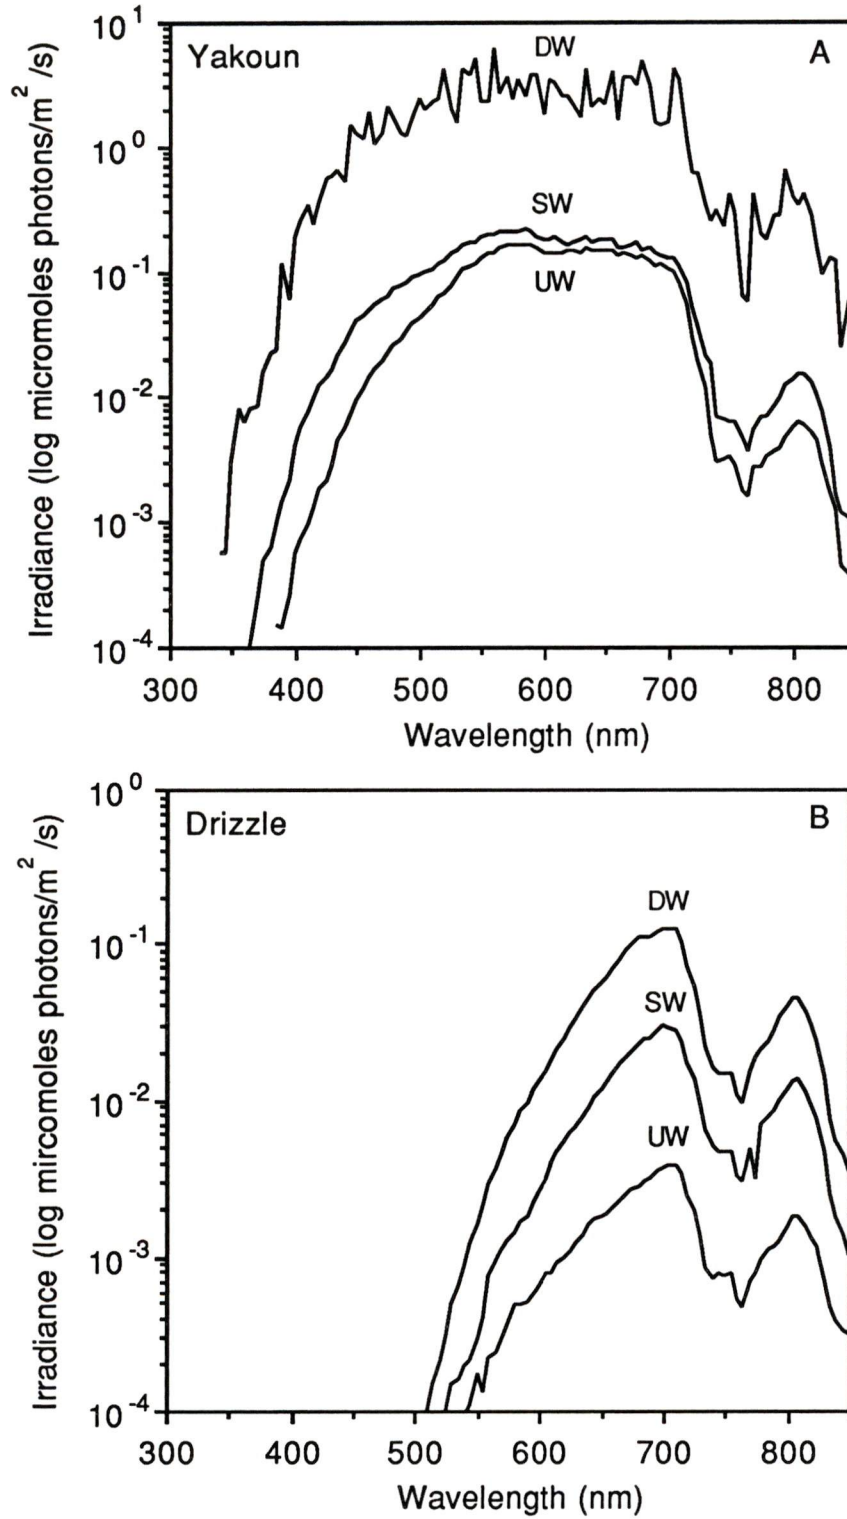 Yakoun
A
DW
SW
UW
10^1
10^0
10^-1
10^-2
10^-3
10^-4
Irradiance (log micromoles photons/m^2 /s)
300 400 500 600 700 800
Wavelength (nm)
Drizzle
B
DW
SW
UW
10^0
10^-1
10^-2
10^-3
10^-4
Irradiance (log mircomoles photons/m^2 /s)
300 400 500 600 700 800
Wavelength (nm)